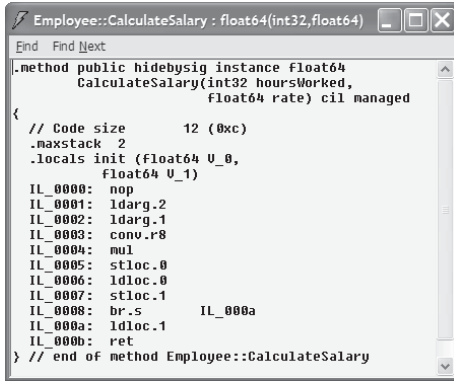 Employee::CalculateSalary : float64(int32,float64)
Find Find Next
.method public hidebysig instance float64
        CalculateSalary(int32 hoursWorked,
                        float64 rate) cil managed
{
  // Code size       12 (0xc)
  .maxstack  2
  .locals init (float64 V_0,
           float64 V_1)
  IL_0000:  nop
  IL_0001:  ldarg.2
  IL_0002:  ldarg.1
  IL_0003:  conv.r8
  IL_0004:  mul
  IL_0005:  stloc.0
  IL_0006:  ldloc.0
  IL_0007:  stloc.1
  IL_0008:  br.s       IL_000a
  IL_000a:  ldloc.1
  IL_000b:  ret
} // end of method Employee::CalculateSalary